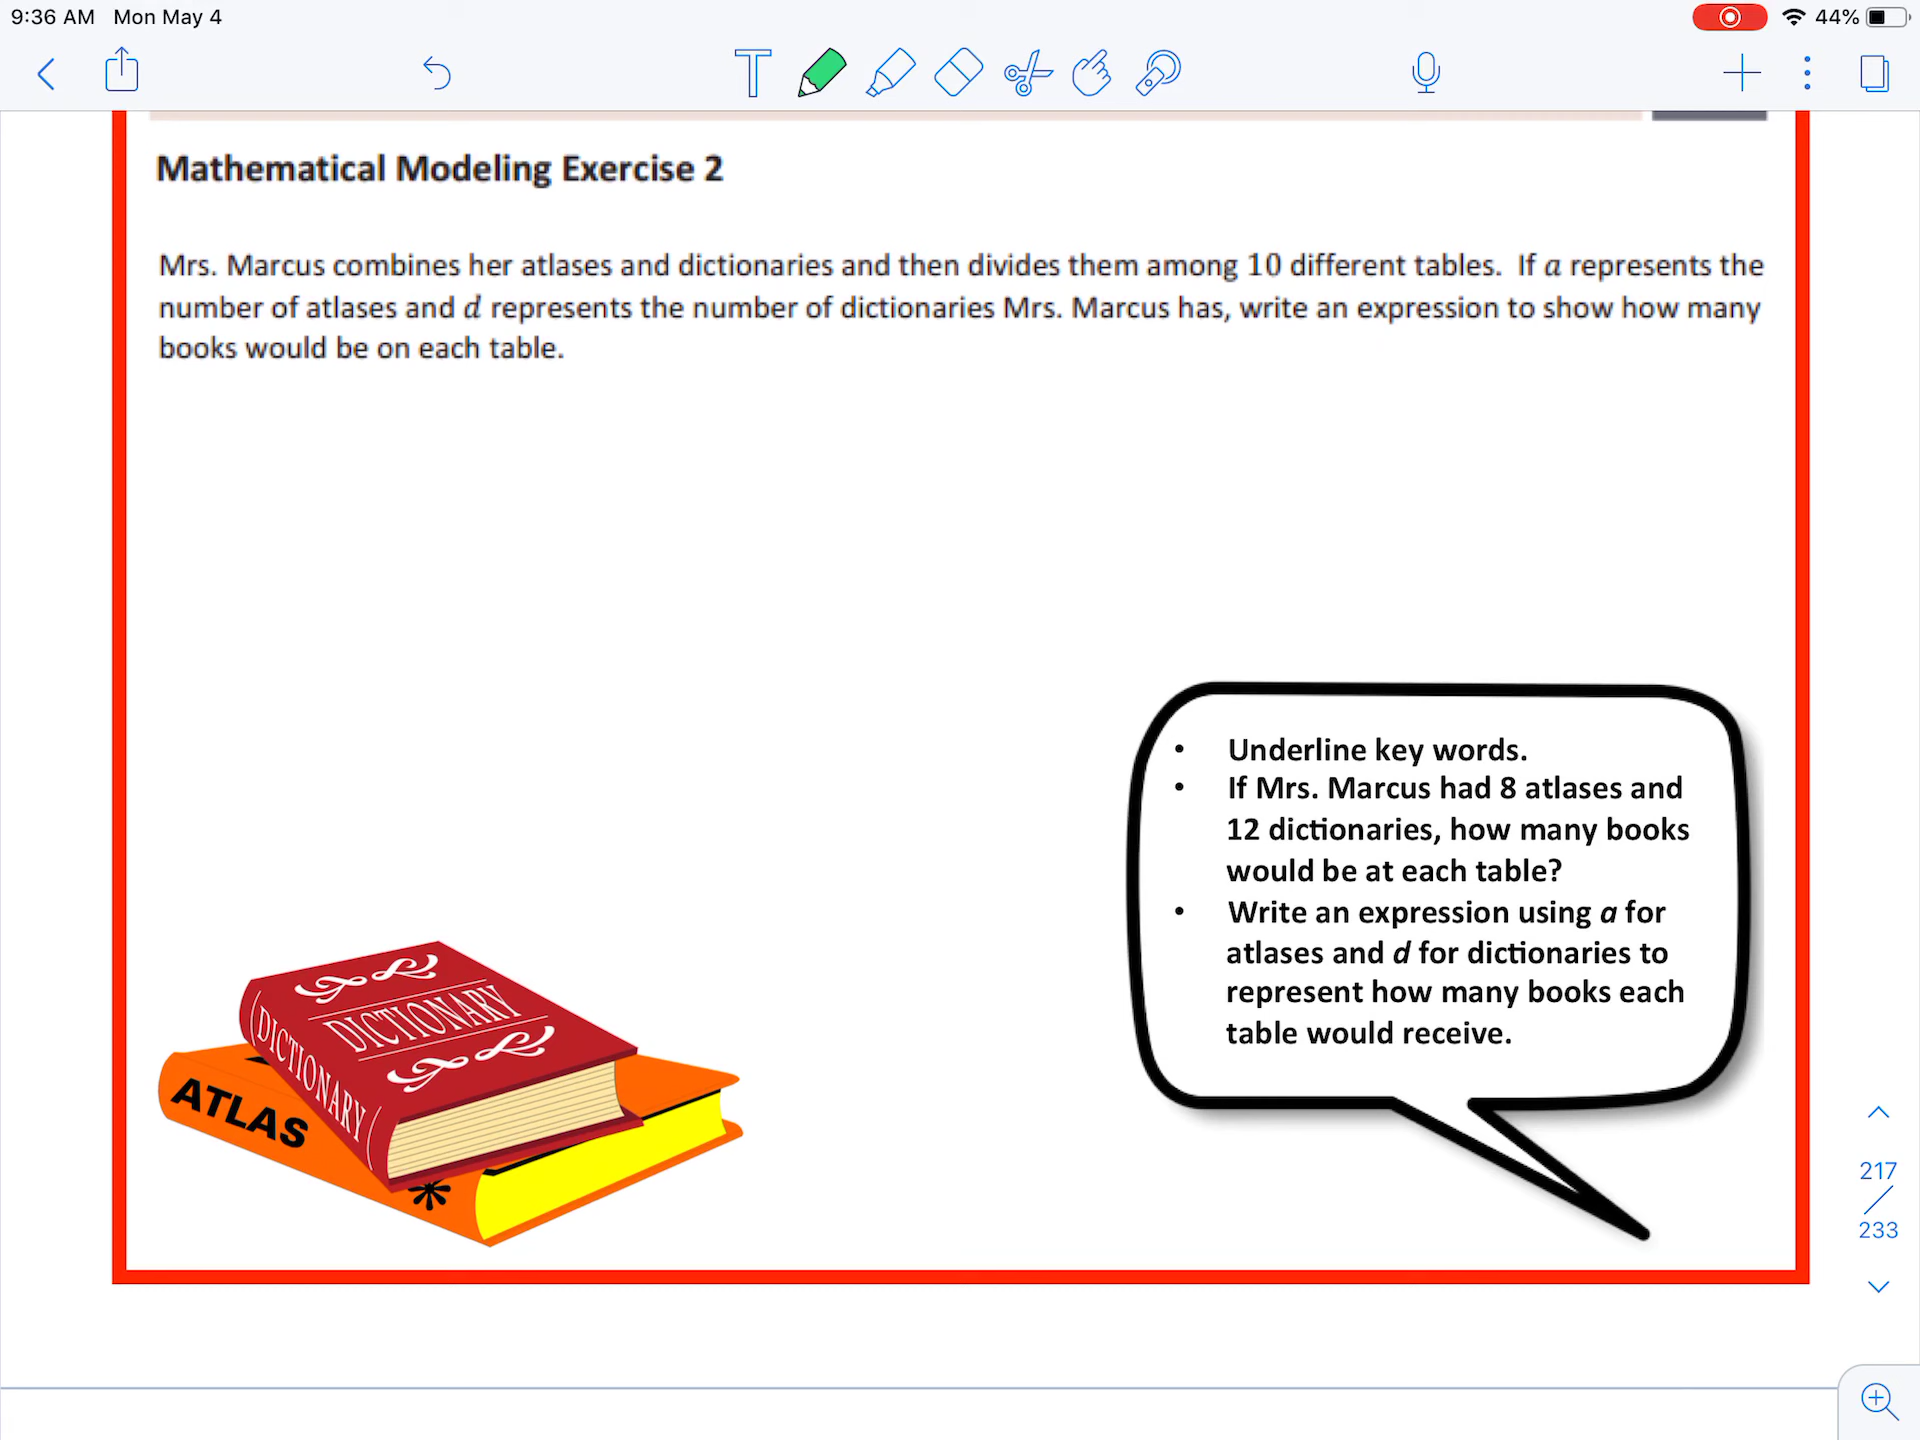 9:36 AM Mon May 4
44%
T
Mathematical Modeling Exercise 2
Mrs. Marcus combines her atlases and dictionaries and then divides them among 10 different tables. If a represents the
number of atlases and d represents the number of dictionaries Mrs. Marcus has, write an expression to show how many
books would be on each table.
• Underline key words.
• If Mrs. Marcus had 8 atlases and
12 dictionaries, how many books
would be at each table?
• Write an expression using a for
atlases and d for dictionaries to
represent how many books each
table would receive.
DICTIONARY
DICTIONARY
ATLAS
217
/
233